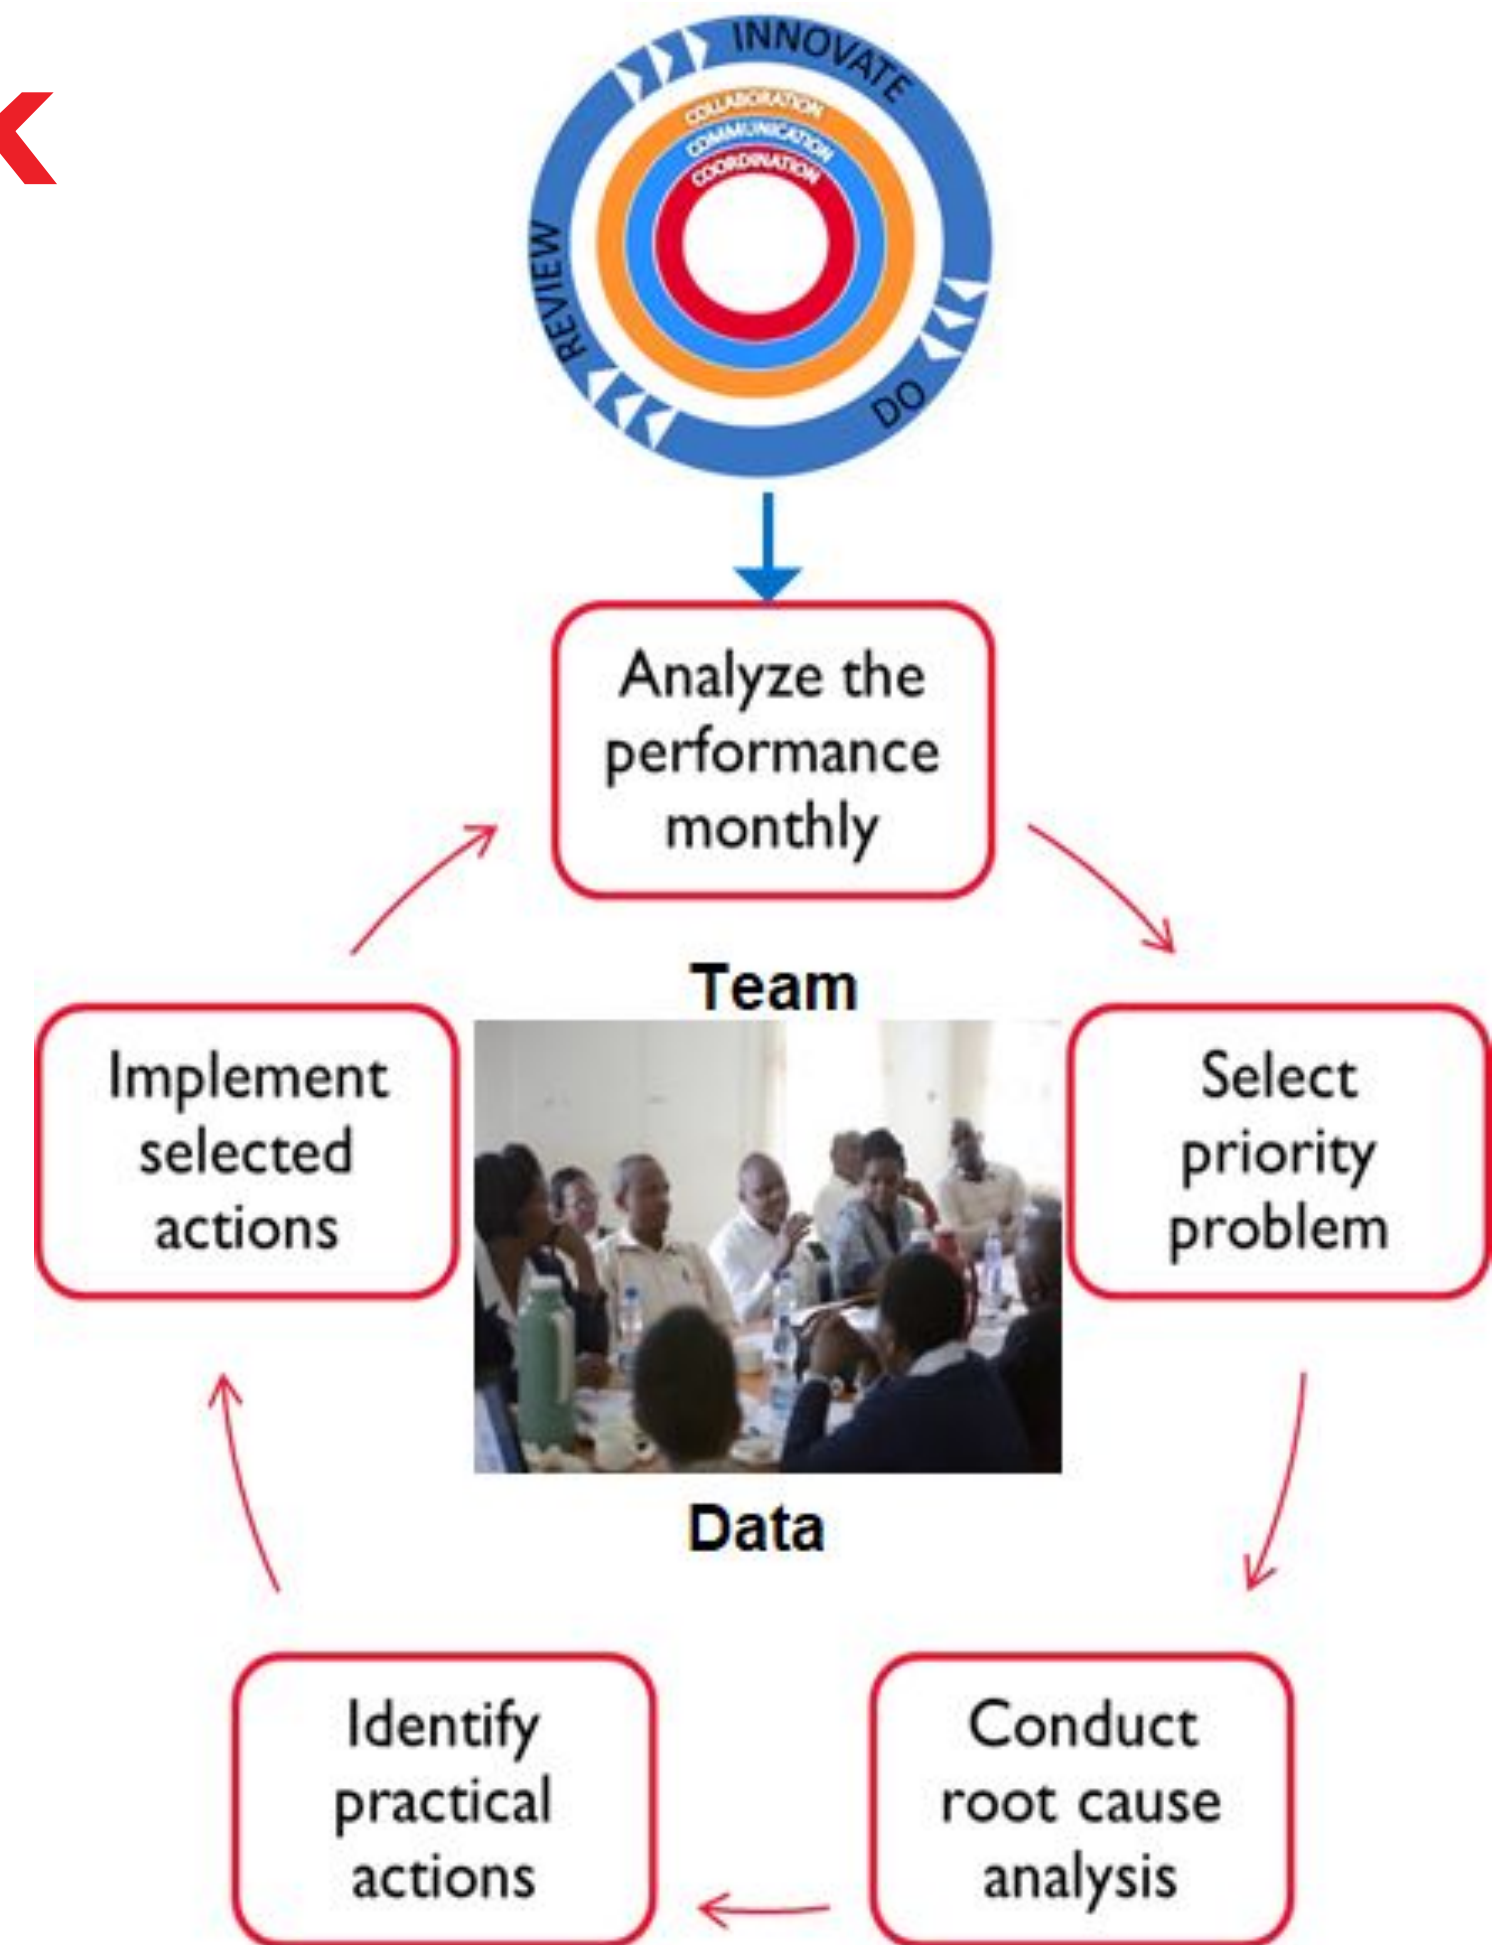 INNOVATE
COLLABORATION
COMMUNICATION
COORDINATION
REVIEW
DO
Analyze the
performance
monthly
Team
Implement
selected
actions
Select
priority
problem
Data
Identify
practical
actions
Conduct
root cause
analysis